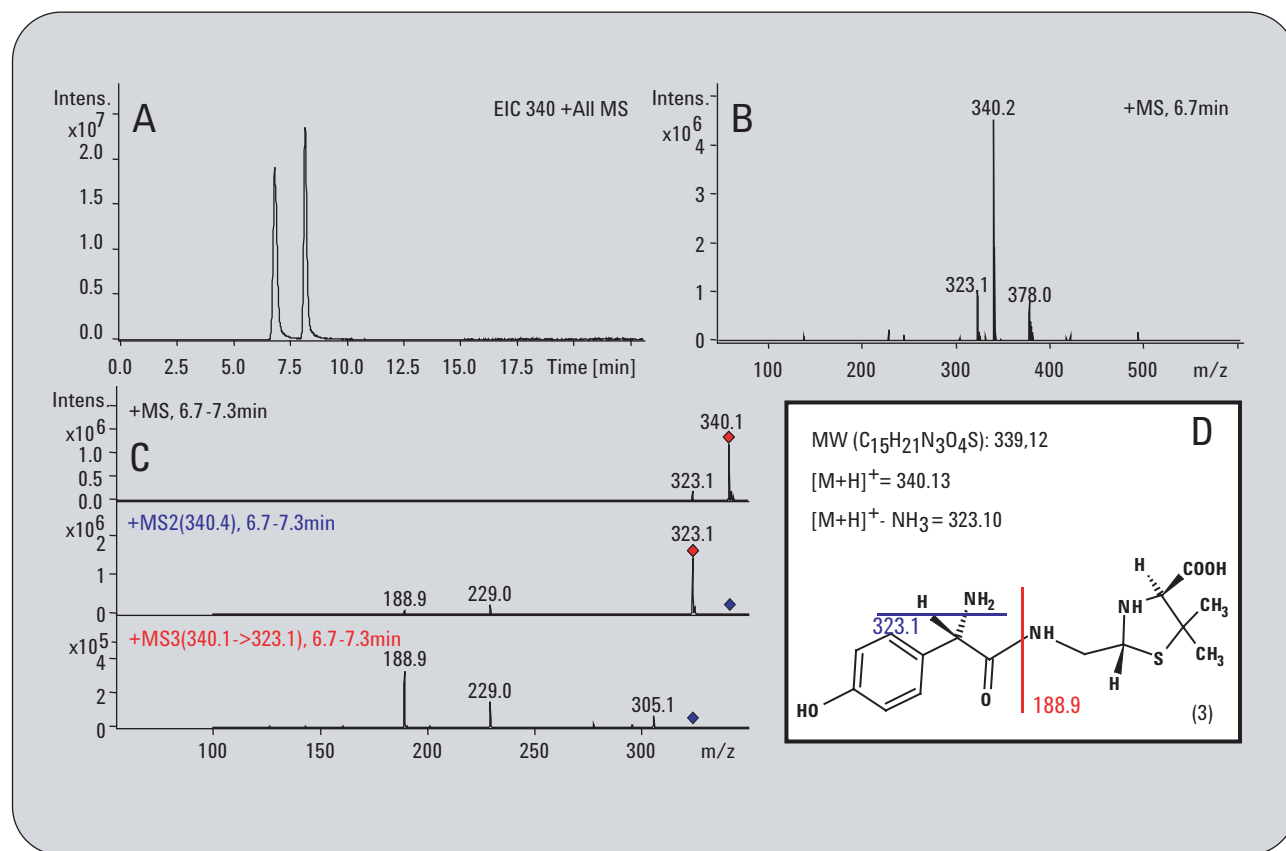 Intens.
x10^7
A
EIC 340 +All MS
2.0
1.5
1.0
0.5
0.0
0.0 2.5 5.0 7.5 10.0 12.5 15.0 17.5 Time [min]
Intens.
x10^6
B
+MS, 6.7min
340.2
323.1
378.0
4
3
2
1
0
100 200 300 400 500 m/z
Intens.
x10^6
+MS, 6.7-7.3min
C
340.1
323.1
1.0
0.5
0.0
x10^6
+MS2(340.4), 6.7-7.3min
323.1
229.0
188.9
2
1
0
x10^5
+MS3(340.1->323.1), 6.7-7.3min
188.9
229.0
305.1
4
2
0
100 150 200 250 300 m/z
D
MW (C₁₅H₂₁N₃O₄S): 339,12
[M+H]⁺= 340.13
[M+H]⁺- NH₃ = 323.10
H
COOH
H
NH₂
NH
CH₃
323.1
NH
S
CH₃
O
H
HO
188.9
(3)